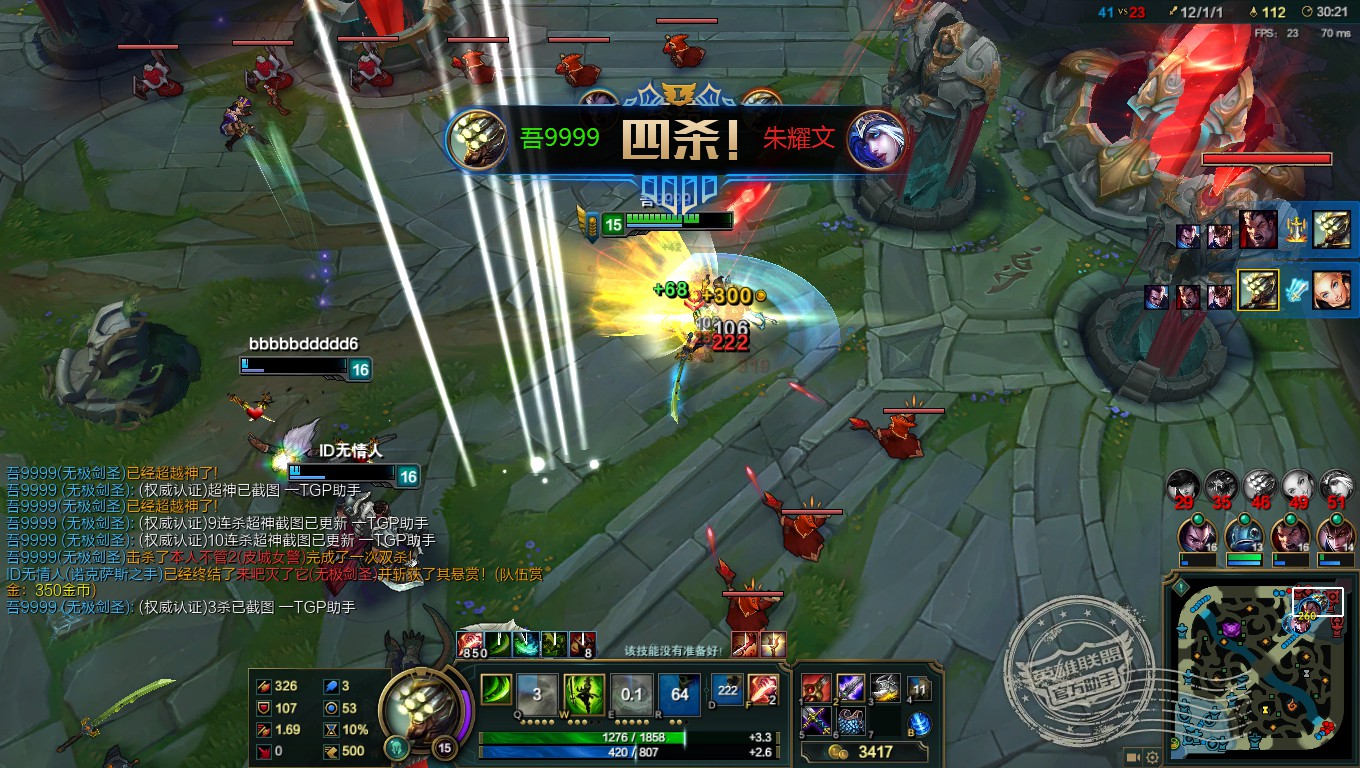 41 vs 23 12/1/1 112 30:21
FPS: 23 70 ms
吾9999 四杀! 朱耀文
15
+68 +300
106
222
bbbbbddddd6
16
ID无情人
16
吾9999(无极剑圣)已经超越神了!
吾9999 (无极剑圣): (权威认证)超神已截图 一TGP助手
吾9999(无极剑圣)已经超越神了!
吾9999 (无极剑圣): (权威认证)9连杀超神截图已更新 一TGP助手
吾9999 (无极剑圣): (权威认证)10连杀超神截图已更新 一TGP助手
吾9999(无极剑圣)击杀了本人不管2(皮城女警)完成了一次双杀!
ID无情人(诺克萨斯之手)已经终结了来吧灭了它(无极剑圣)并斩获了其悬赏! (队伍赏
金: 350金币)
吾9999 (无极剑圣): (权威认证)3杀已截图 一TGP助手
29 35 46 49 51
16 13 16 14
850 8
该技能没有准备好!
326 3
107 53
1.69 10%
0 500
15
3 0.1 64 222 2
Q W E R D F
1276 / 1858 +3.3
420 / 807 +2.6
1 2 3 4 11
5 6 7 B
3417
260
英雄联盟
官方助手